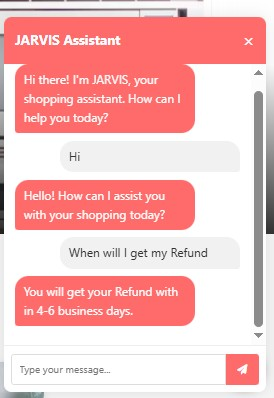 JARVIS Assistant
×
Hi there! I'm JARVIS, your
shopping assistant. How can I
help you today?
Hi
Hello! How can I assist you
with your shopping today?
When will I get my Refund
You will get your Refund with
in 4-6 business days.
Type your message...